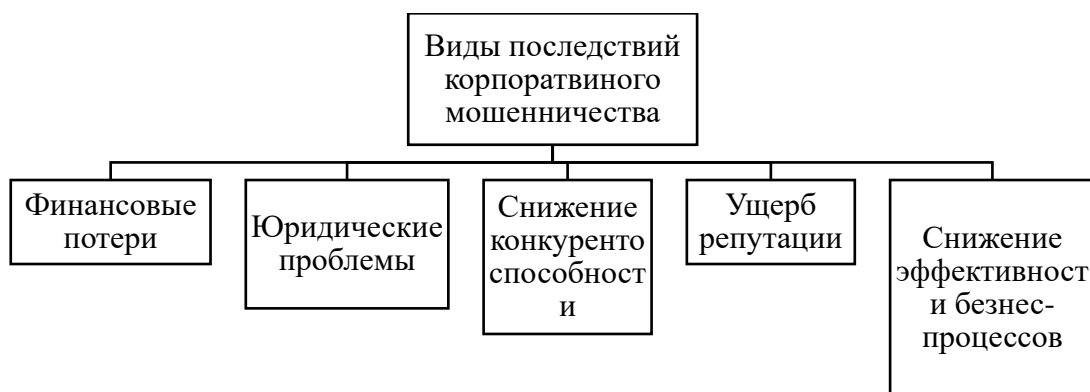 Виды последствий
корпоратвиного
мошенничества
Финансовые
потери
Юридические
проблемы
Снижение
конкуренто
способност
и
Ущерб
репутации
Снижение
эффективност
и безнес-
процессов